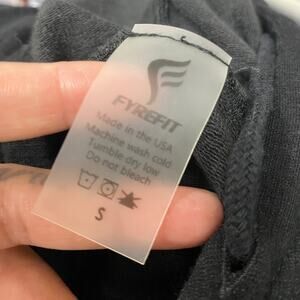 FYREFIT
Made in the USA
Machine wash cold
Tumble dry low
Do not bleach
S